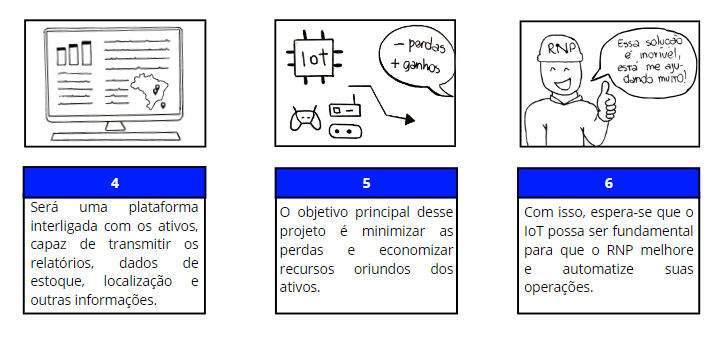 IoT
– perdas
+ ganhos
RNP
Essa solução
é incrível,
está me aju-
dando muito!
4
Será uma plataforma
interligada com os ativos,
capaz de transmitir os
relatórios, dados de
estoque, localização e
outras informações.
5
O objetivo principal desse
projeto é minimizar as
perdas e economizar
recursos oriundos dos
ativos.
6
Com isso, espera-se que o
IoT possa ser fundamental
para que o RNP melhore
e automatize suas
operações.